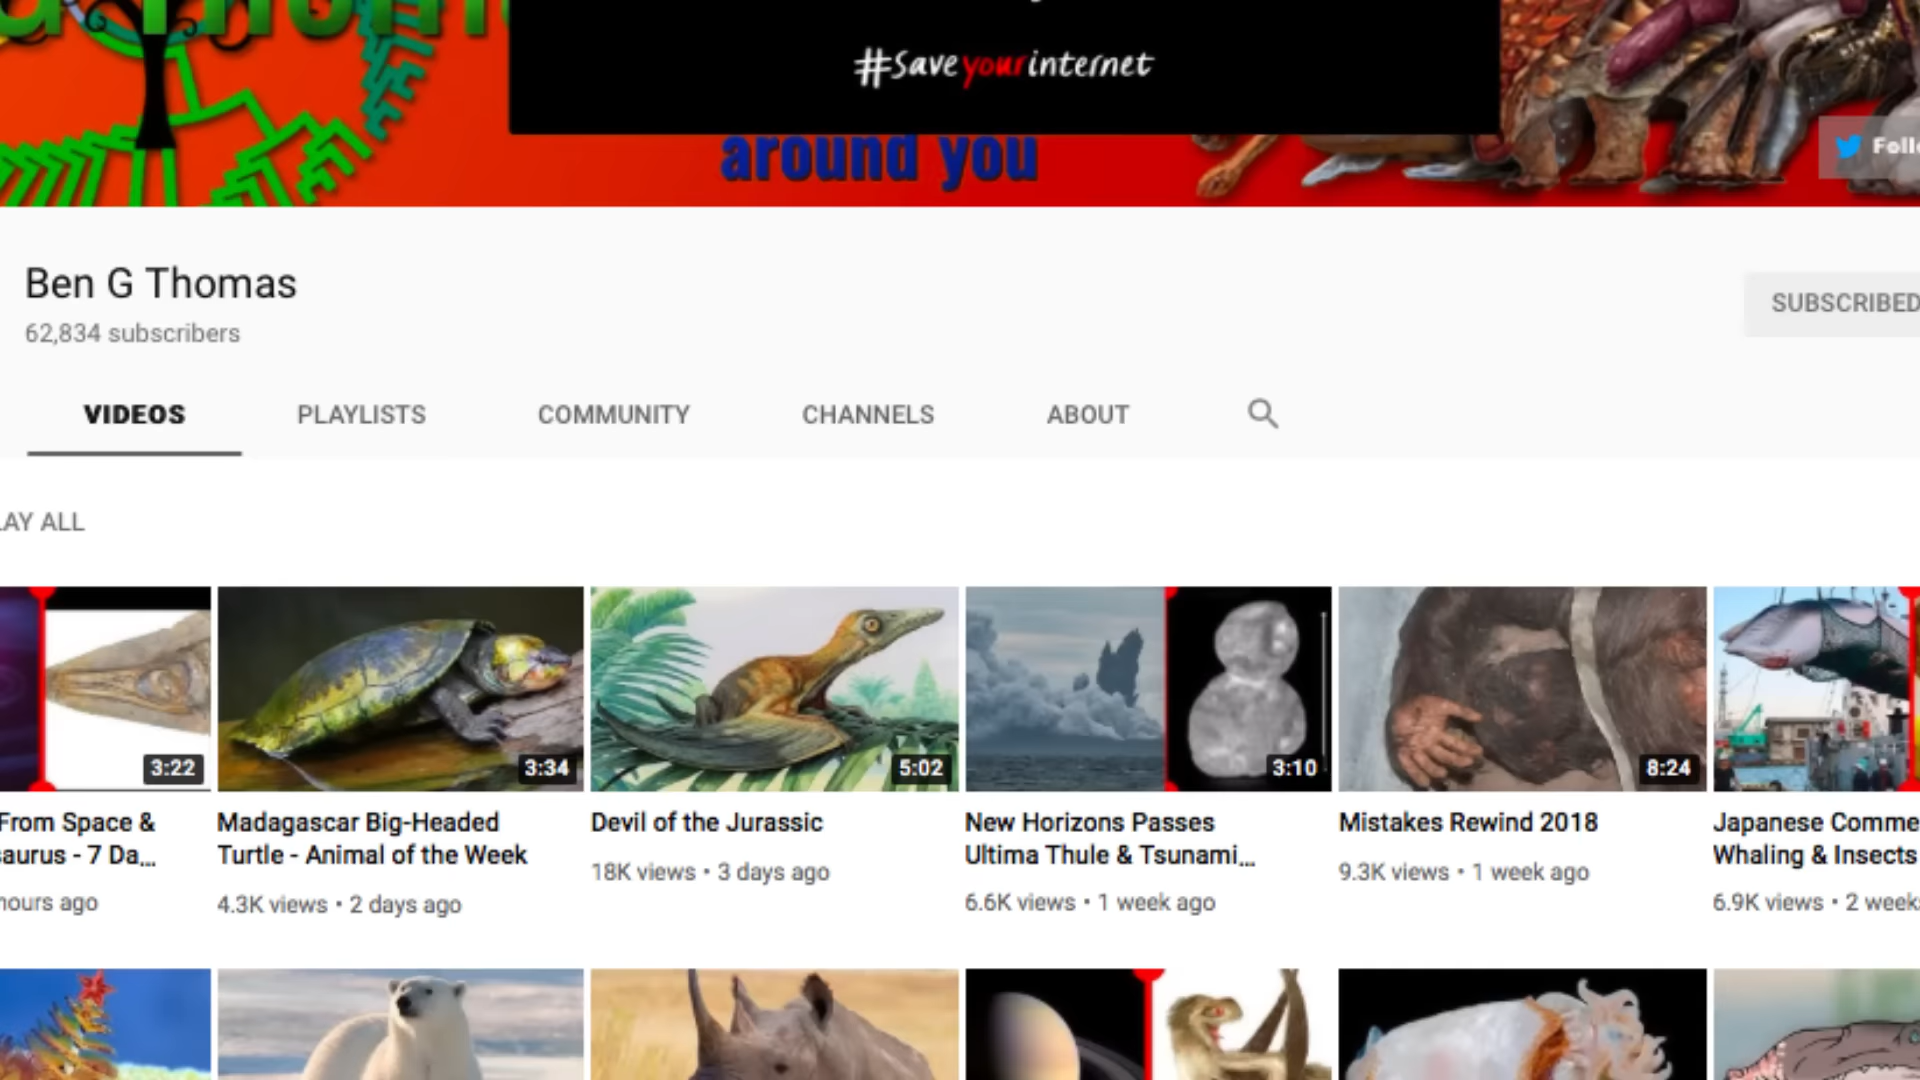 #Saveyourinternet
around you
Foll
Ben G Thomas
62,834 subscribers
SUBSCRIBED
VIDEOS PLAYLISTS COMMUNITY CHANNELS ABOUT
LAY ALL
3:22 3:34 5:02 3:10 8:24
From Space &
saurus - 7 Da...
hours ago
Madagascar Big-Headed
Turtle - Animal of the Week
4.3K views • 2 days ago
Devil of the Jurassic
18K views • 3 days ago
New Horizons Passes
Ultima Thule & Tsunami...
6.6K views • 1 week ago
Mistakes Rewind 2018
9.3K views • 1 week ago
Japanese Comme
Whaling & Insects
6.9K views • 2 week